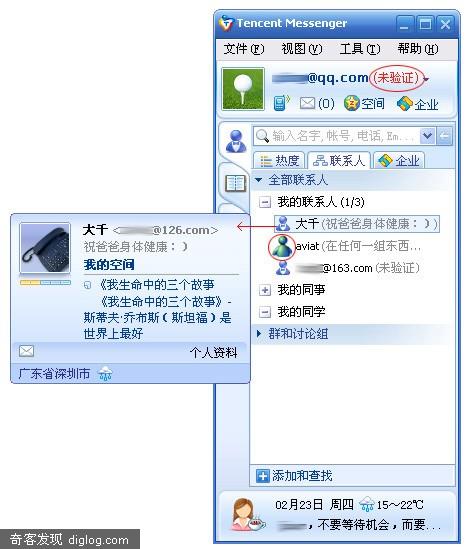 Tencent Messenger
文件(F) 视图(V) 工具(T) 帮助(H)
@qq.com (未验证)
(0) 空间 企业
输入名字,帐号,电话,Em...
热度 联系人 企业
全部联系人
我的联系人 (1/3)
大千 (祝爸爸身体健康：))
aviat (在任何一组东西...
@163.com (未验证)
我的同事
我的同学
群和讨论组
添加和查找
02月23日 周四 15～22℃
，不要等待机会，而要...
大千 <@126.com>
祝爸爸身体健康：)
我的空间
《我生命中的三个故事
《我生命中的三个故事》-
斯蒂夫·乔布斯（斯坦福）是
世界上最好
个人资料
广东省深圳市
奇客发现 diglog.com